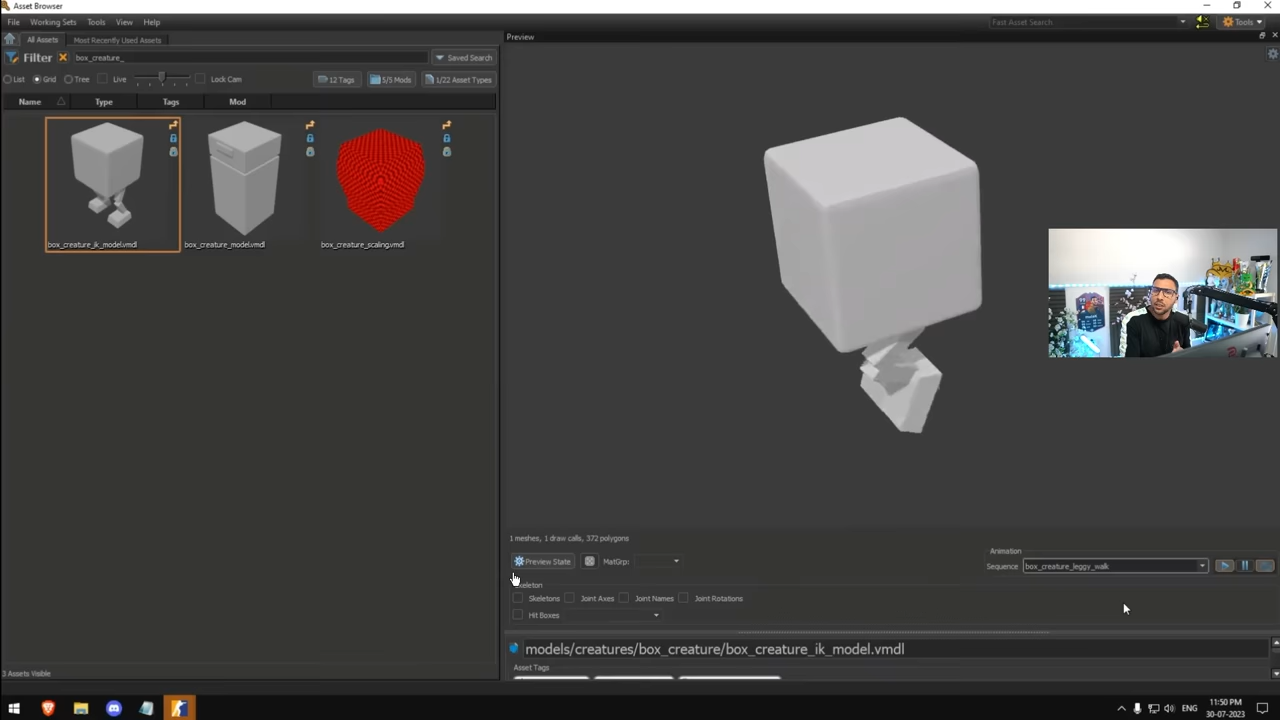 Asset Browser
File Working Sets Tools View Help
Fast Asset Search
Tools
All Assets Most Recently Used Assets
Preview
Filter box_creature_ Saved Search
List Grid Tree Live Lock Cam 12 Tags 5/5 Mods 1/22 Asset Types
Name Type Tags Mod
box_creature_ik_model.vmdl box_creature_model.vmdl box_creature_scaling.vmdl
1 meshes, 1 draw calls, 372 polygons
Preview State MatGrp:
Animation
Sequence box_creature_leggy_walk
Skeleton
Skeletons Joint Axes Joint Names Joint Rotations
Hit Boxes
models/creatures/box_creature/box_creature_ik_model.vmdl
Asset Tags
3 Assets Visible
ENG
11:50 PM
30-07-2023